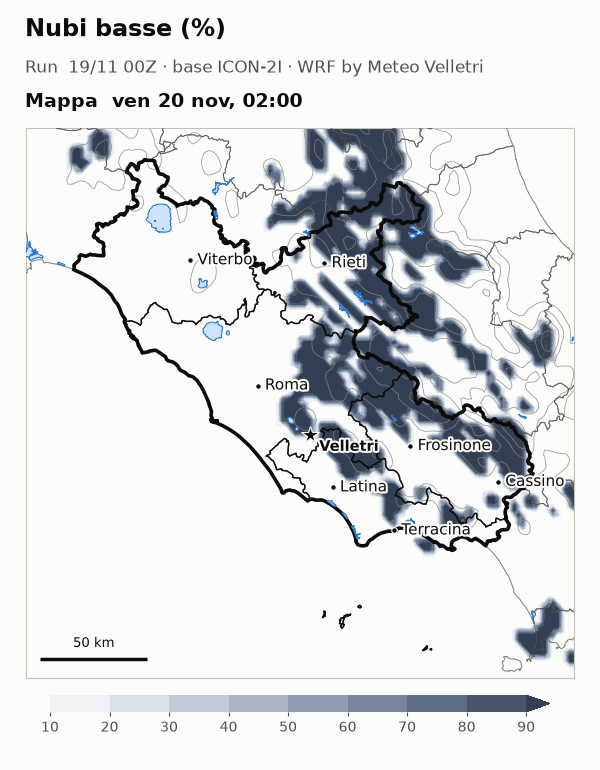 Nubi basse (%)
Run 19/11 00Z · base ICON-2I · WRF by Meteo Velletri
Mappa ven 20 nov, 02:00
Viterbo
Rieti
Roma
Velletri
Frosinone
Latina
Cassino
Terracina
50 km
10 20 30 40 50 60 70 80 90